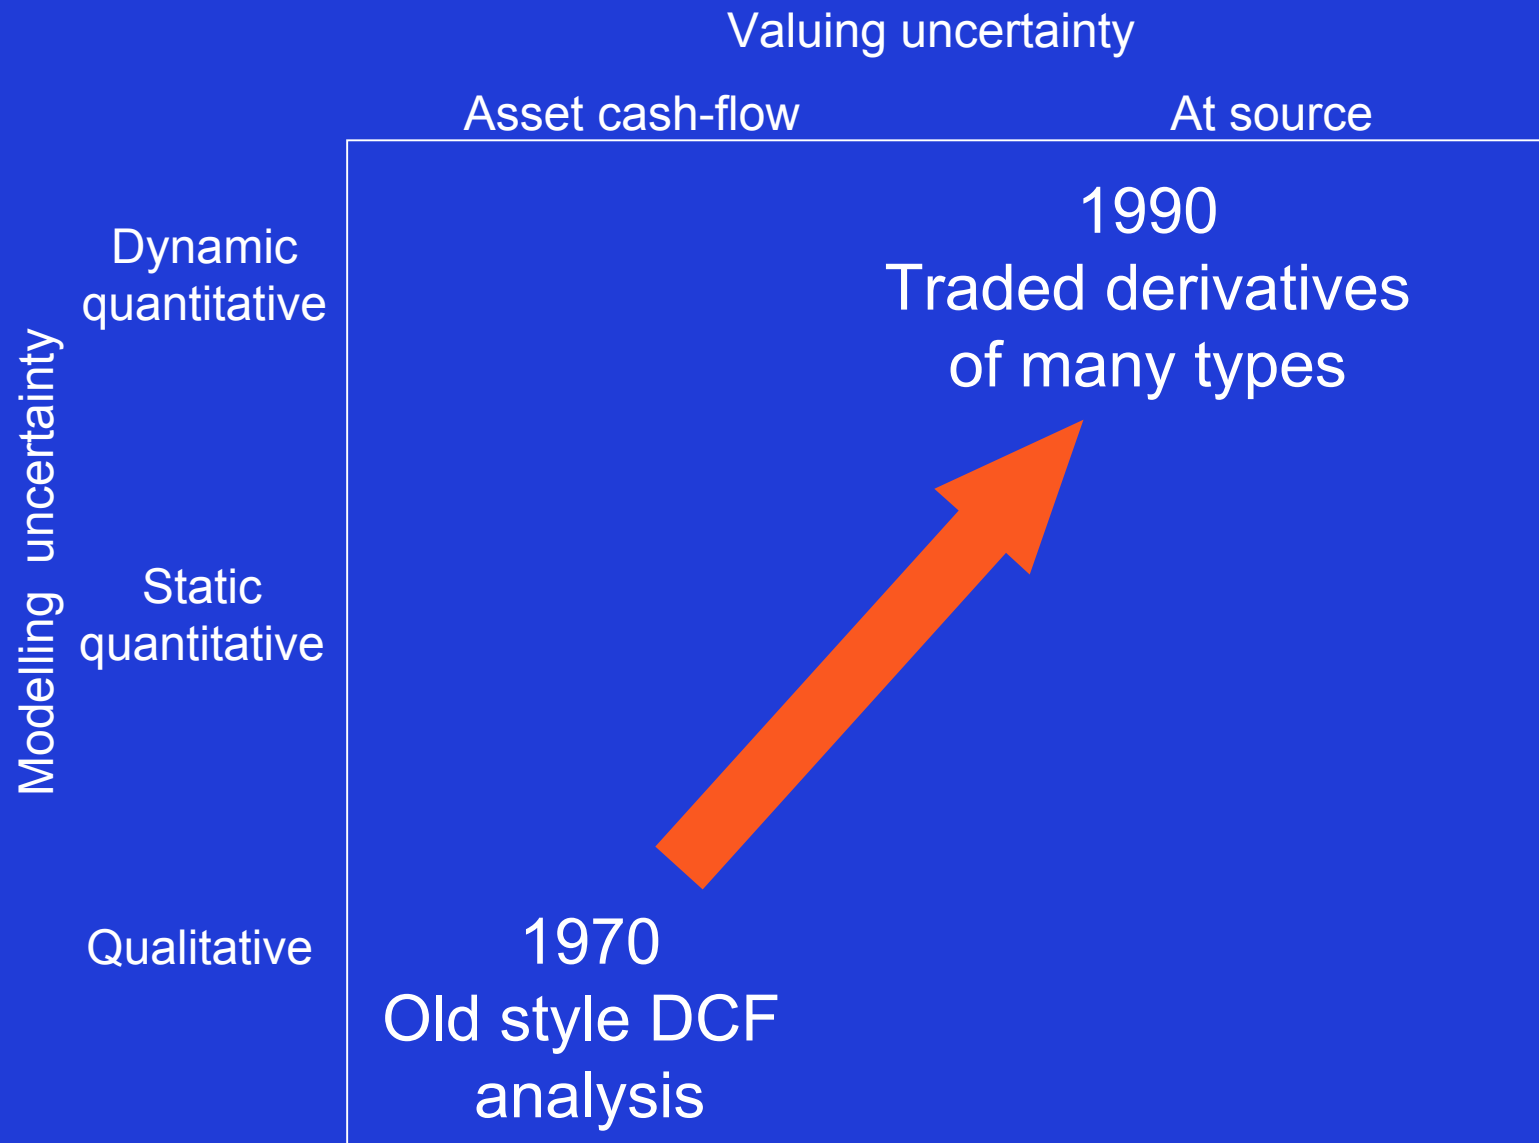 Valuing uncertainty
Asset cash-flow
At source
Modelling uncertainty
Dynamic
quantitative
Static
quantitative
Qualitative
1990
Traded derivatives
of many types
1970
Old style DCF
analysis